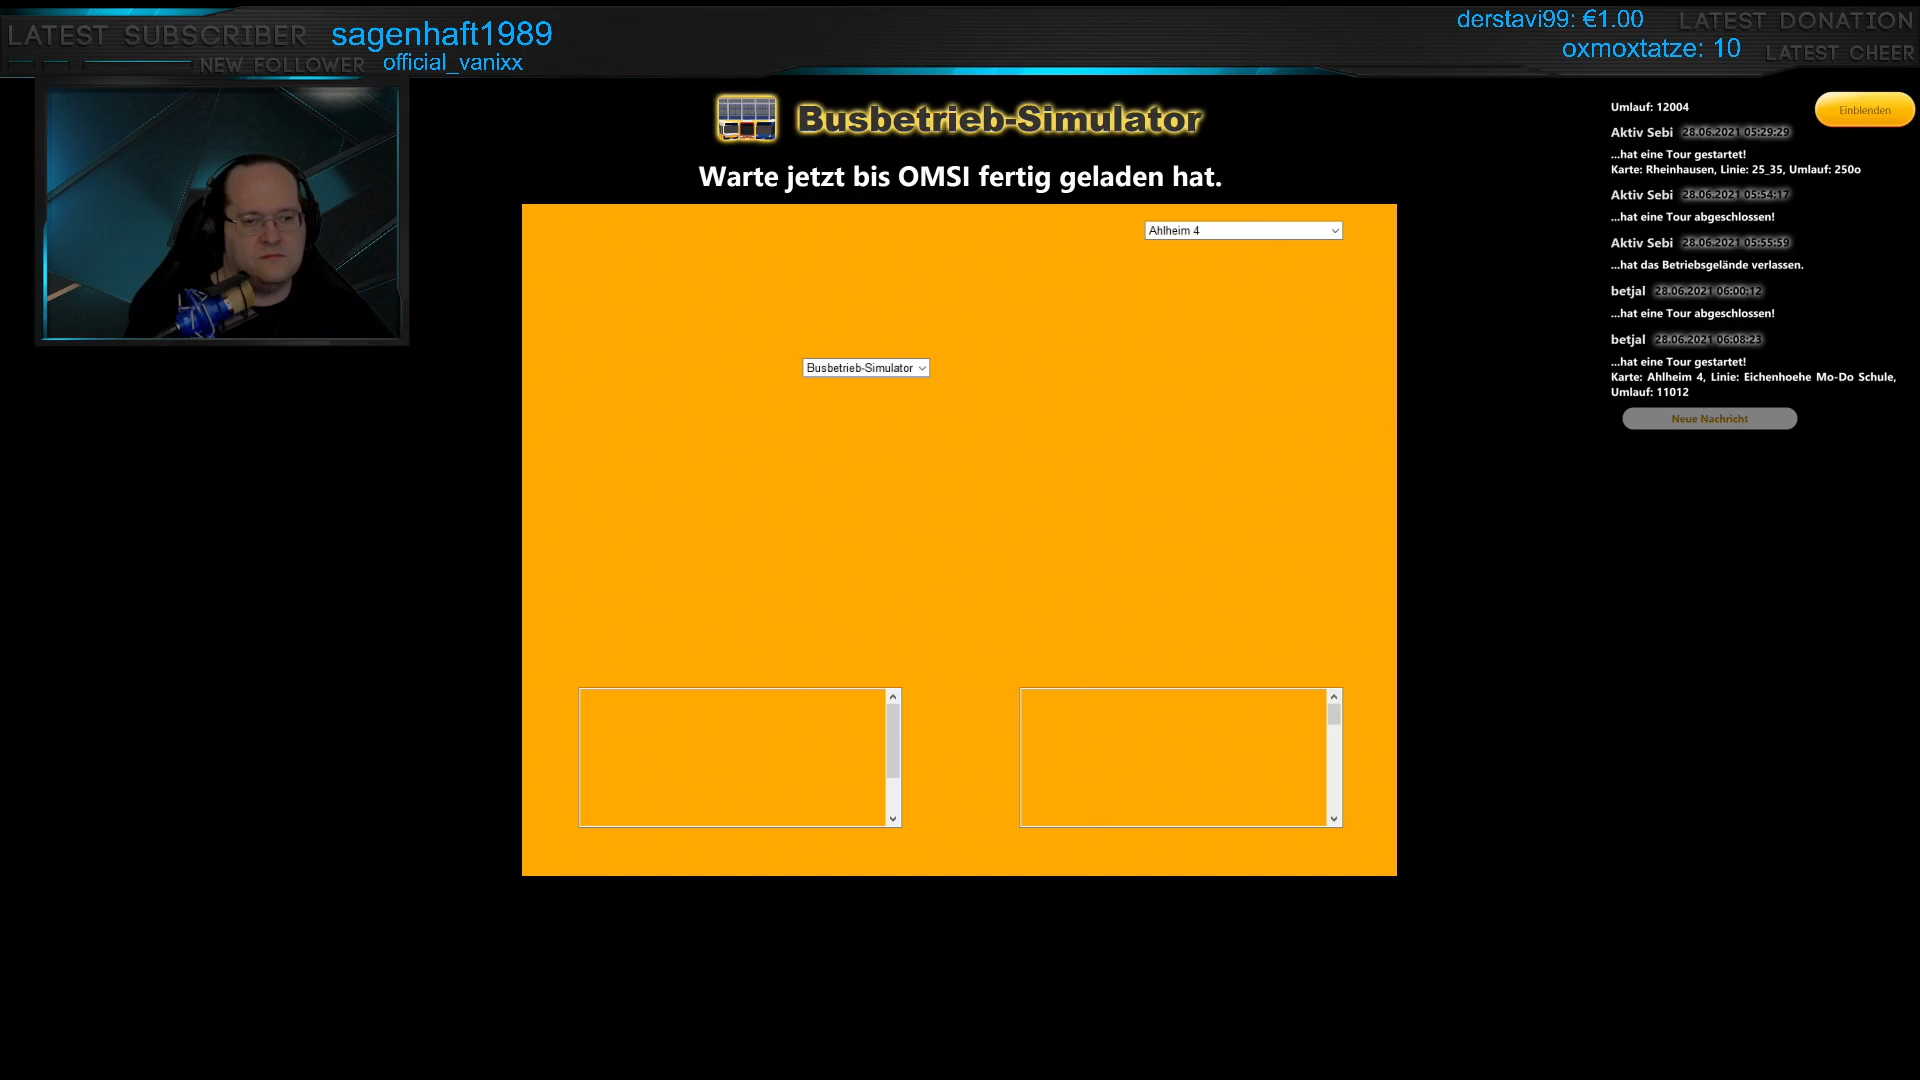 LATEST SUBSCRIBER sagenhaft1989
NEW FOLLOWER official_vanixx
derstavi99: €1.00 LATEST DONATION
oxmoxtatze: 10 LATEST CHEER
Busbetrieb-Simulator
Warte jetzt bis OMSI fertig geladen hat.
Ahlheim 4
Busbetrieb-Simulator
Umlauf: 12004
Einblenden
Aktiv Sebi 28.06.2021 05:29:29
...hat eine Tour gestartet!
Karte: Rheinhausen, Linie: 25_35, Umlauf: 250o
Aktiv Sebi 28.06.2021 05:54:17
...hat eine Tour abgeschlossen!
Aktiv Sebi 28.06.2021 05:55:59
...hat das Betriebsgelände verlassen.
betjal 28.06.2021 06:00:12
...hat eine Tour abgeschlossen!
betjal 28.06.2021 06:08:23
...hat eine Tour gestartet!
Karte: Ahlheim 4, Linie: Eichenhoehe Mo-Do Schule,
Umlauf: 11012
Neue Nachricht